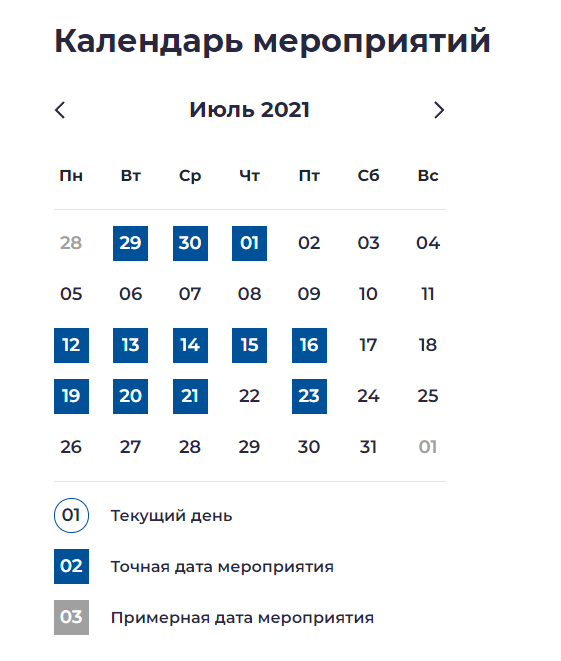 Календарь мероприятий
Июль 2021
Пн Вт Ср Чт Пт Сб Вс
28 29 30 01 02 03 04
05 06 07 08 09 10 11
12 13 14 15 16 17 18
19 20 21 22 23 24 25
26 27 28 29 30 31 01
01 Текущий день
02 Точная дата мероприятия
03 Примерная дата мероприятия